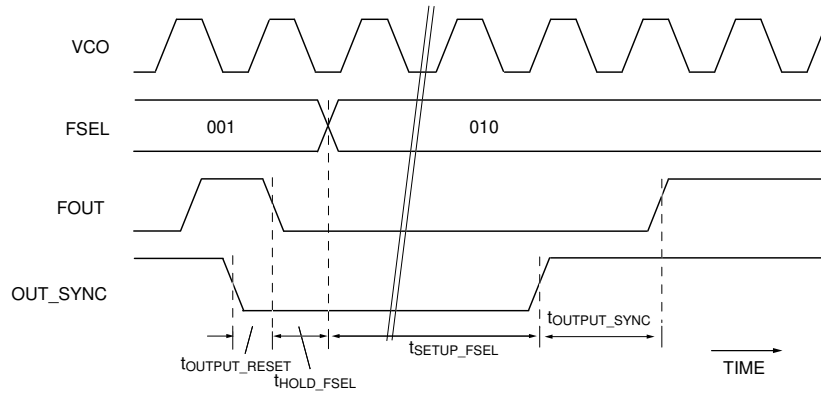 VCO
FSEL
001
010
FOUT
OUT_SYNC
tOUTPUT_RESET
tHOLD_FSEL
tSETUP_FSEL
tOUTPUT_SYNC
TIME